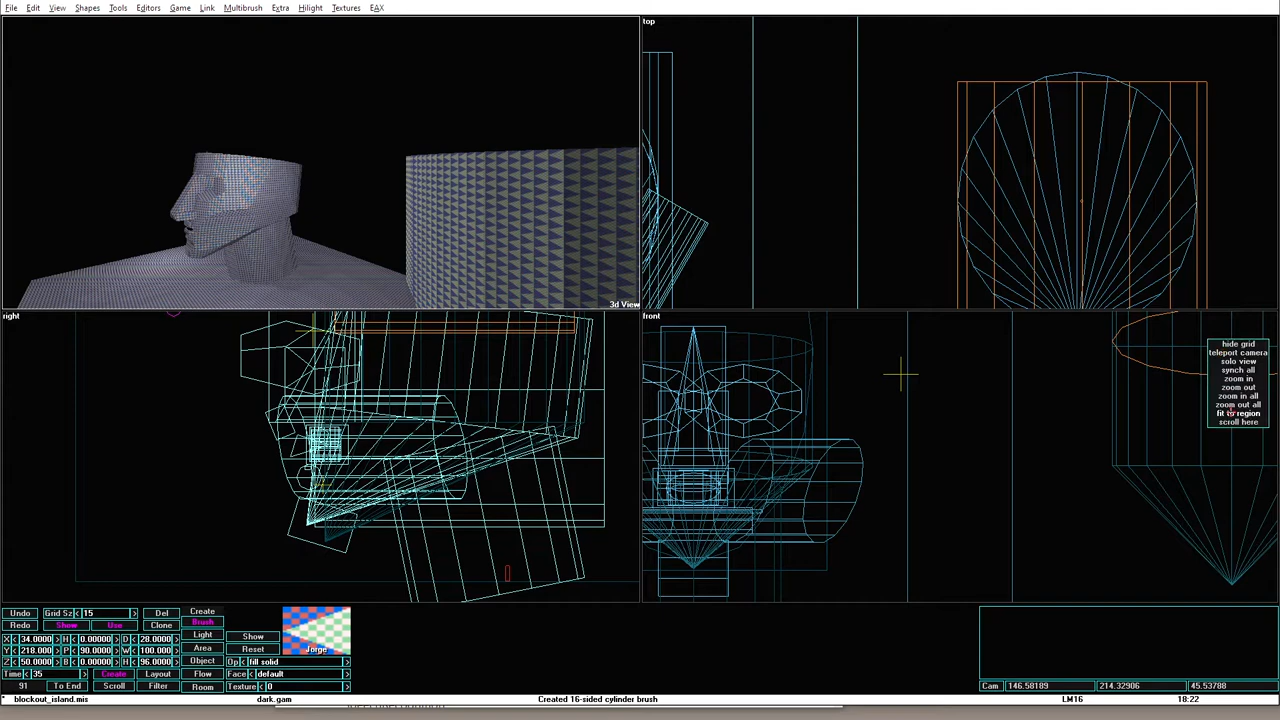 File Edit View Shapes Tools Editors Game Link Multibrush Extra Hilight Textures EAX
top
3d View
right
front
hide grid
teleport camera
solo view
synch all
zoom in
zoom out
zoom in all
zoom out all
fit to region
scroll here
Undo Grid Sz < 15 > Del Create
Redo Show Use Clone Brush
X < 34.0000 > H < 0.00000 > D < 28.0000 > Light Show
Y < 218.000 > P < 90.0000 > W < 100.000 > Area Reset Jorge
Z < 50.0000 > B < 0.00000 > H < 96.0000 > Object Op < fill solid >
Time < 35 > Create Layout Flow Face < default >
91 To End Scroll Filter Room Texture < 0 >
Cam 146.58189 214.32906 45.53788
* blockout_island.mis dark.gam Created 16-sided cylinder brush LM16 18:22